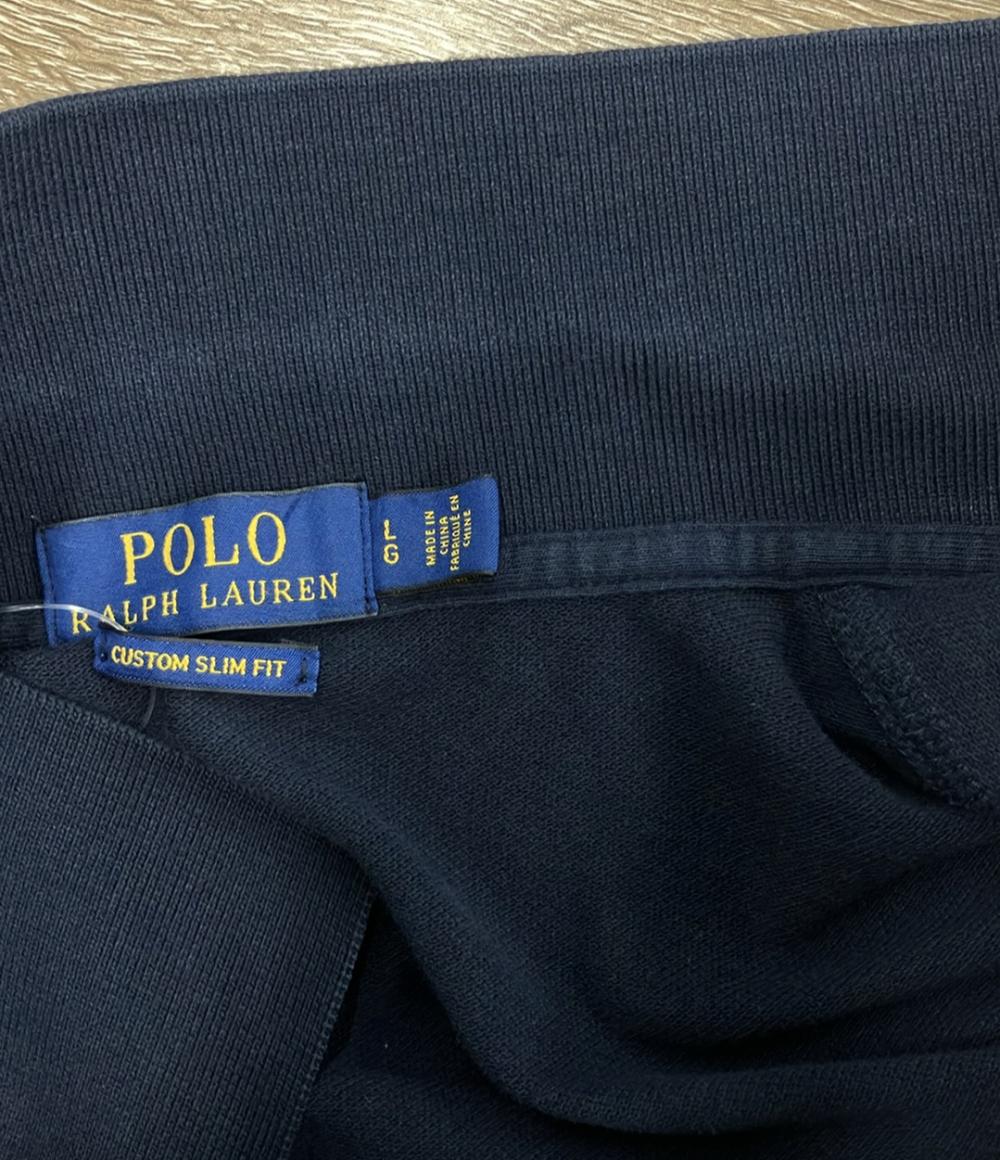 POLO
RALPH LAUREN
CUSTOM SLIM FIT
L
G
MADE IN
CHINA
FABRIQUÉ EN
CHINE